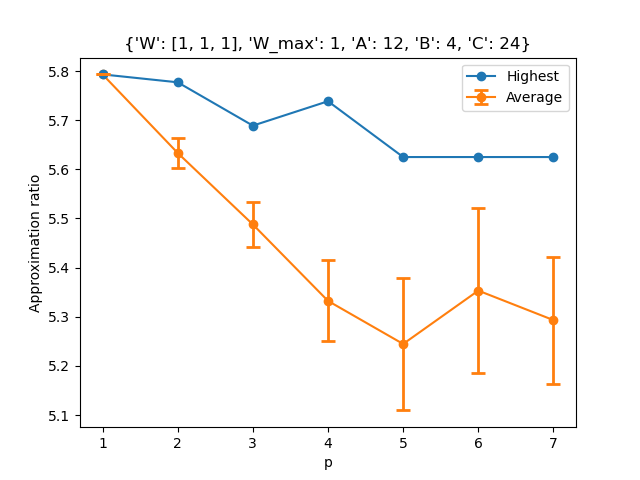 {'W': [1, 1, 1], 'W_max': 1, 'A': 12, 'B': 4, 'C': 24}
Highest
Average
Approximation ratio
5.8
5.7
5.6
5.5
5.4
5.3
5.2
5.1
1 2 3 4 5 6 7
p